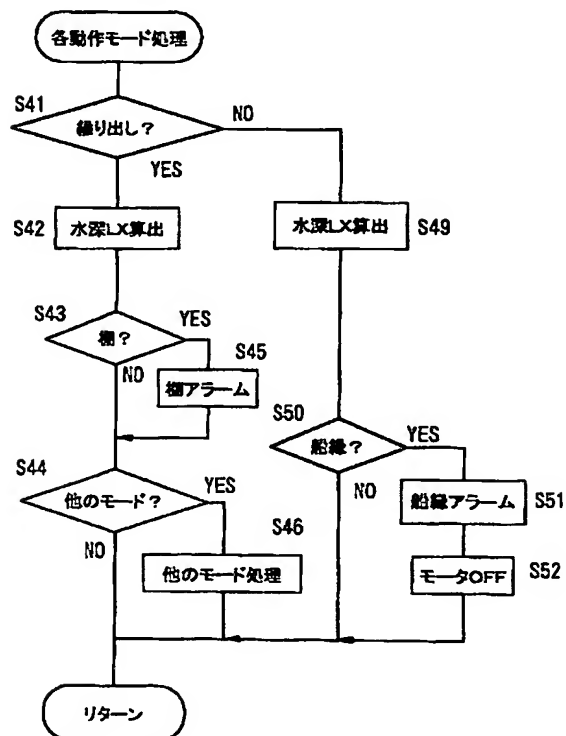 各動作モード処理
S41
繰り出し?
NO
YES
S42
水深LX算出
水深LX算出
S49
S43
棚?
YES
NO
S45
棚アラーム
S50
船縁?
YES
NO
S44
他のモード?
YES
NO
S46
他のモード処理
船縁アラーム
S51
モータOFF
S52
リターン